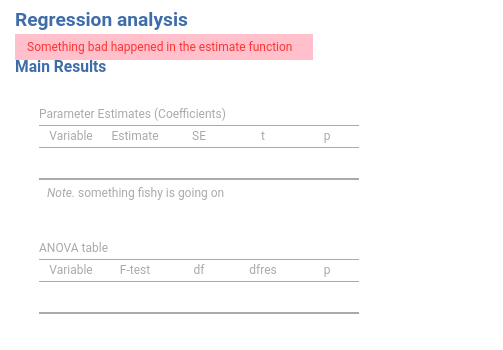 Regression analysis
Something bad happened in the estimate function
Main Results
Parameter Estimates (Coefficients)
Variable Estimate SE t p
Note. something fishy is going on
ANOVA table
Variable F-test df dfres p